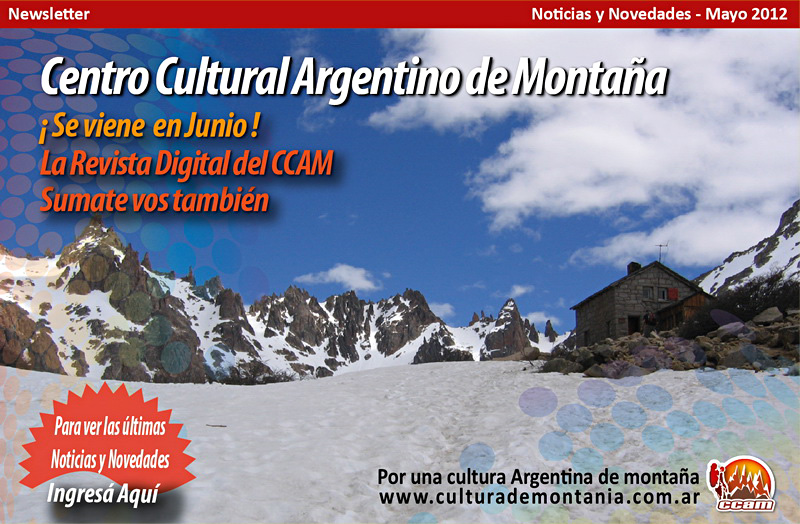 Newsletter
Noticias y Novedades - Mayo 2012
Centro Cultural Argentino de Montaña
¡ Se viene en Junio !
La Revista Digital del CCAM
Sumate vos también
Para ver las últimas
Noticias y Novedades
Ingresá Aquí
Por una cultura Argentina de montaña
www.culturademontania.com.ar
ccam